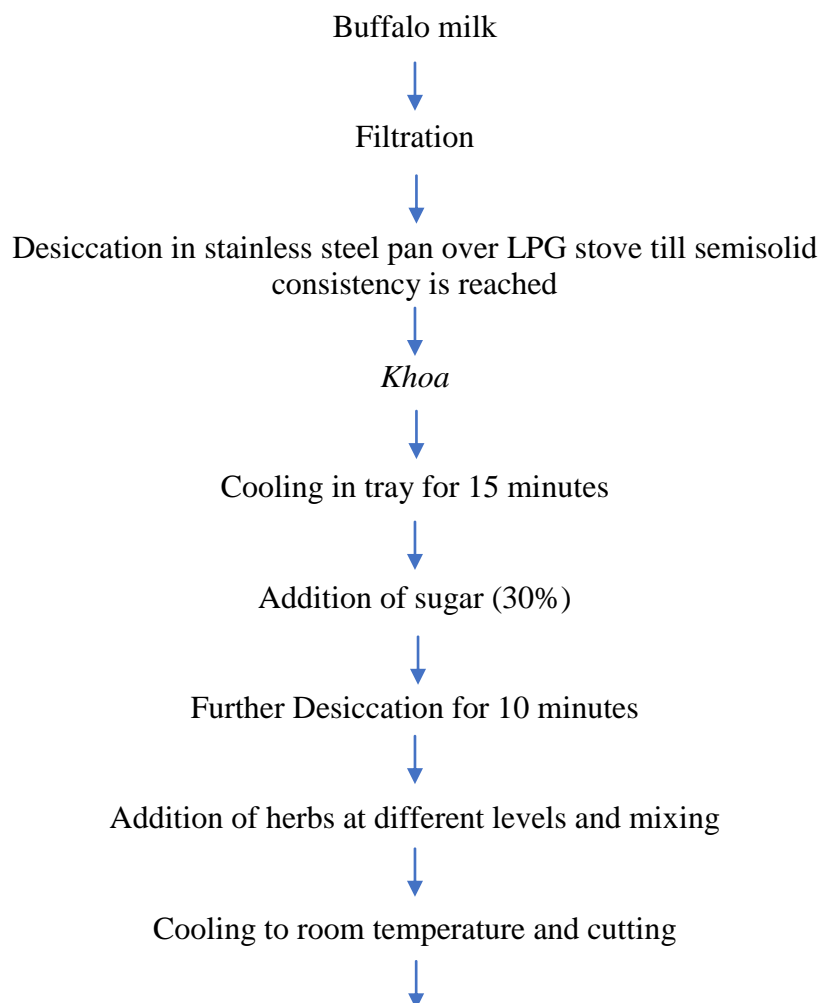 Buffalo milk
Filtration
Desiccation in stainless steel pan over LPG stove till semisolid
consistency is reached
Khoa
Cooling in tray for 15 minutes
Addition of sugar (30%)
Further Desiccation for 10 minutes
Addition of herbs at different levels and mixing
Cooling to room temperature and cutting